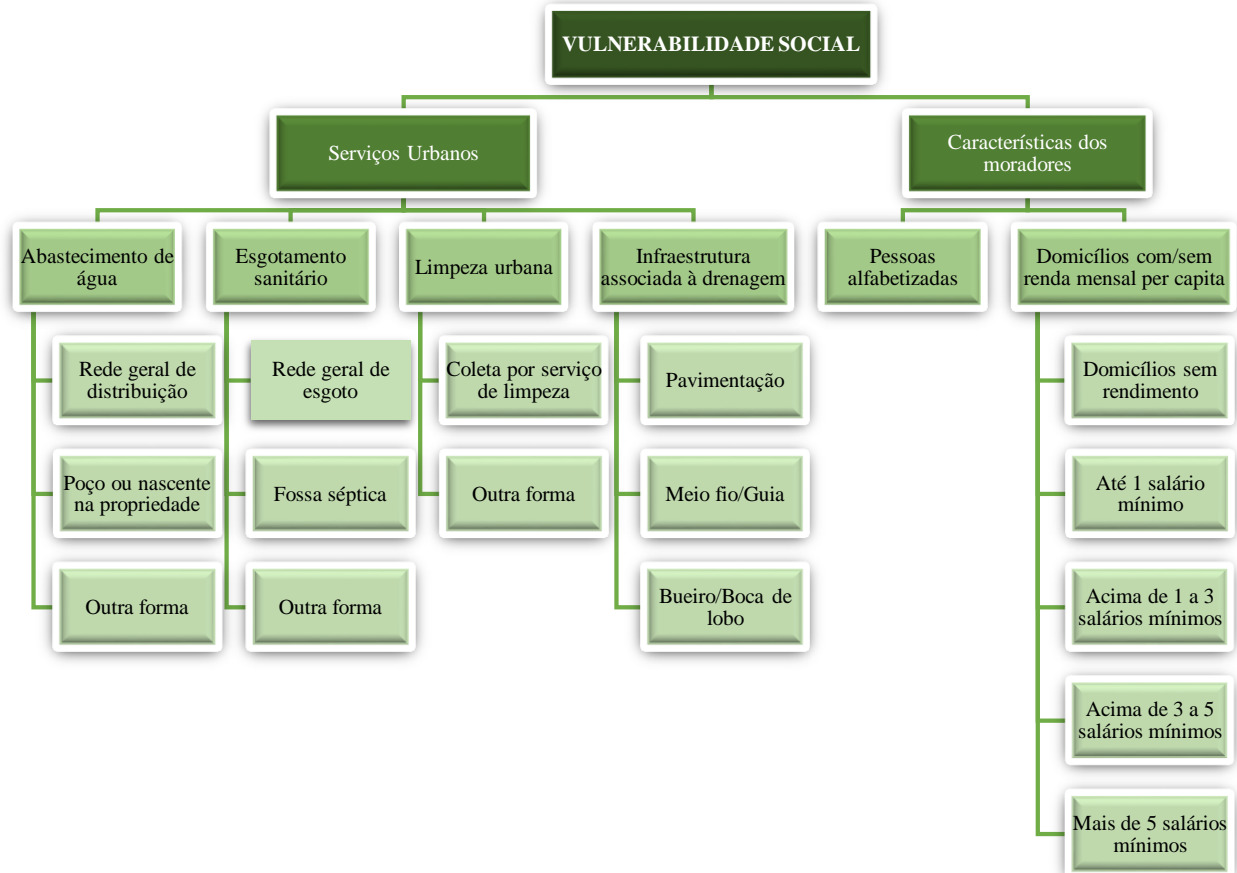 VULNERABILIDADE SOCIAL
Serviços Urbanos
Características dos
moradores
Abastecimento de
água
Esgotamento
sanitário
Limpeza urbana
Infraestrutura
associada à drenagem
Pessoas
alfabetizadas
Domicílios com/sem
renda mensal per capita
Rede geral de
distribuição
Poço ou nascente
na propriedade
Outra forma
Rede geral de
esgoto
Fossa séptica
Outra forma
Coleta por serviço
de limpeza
Outra forma
Pavimentação
Meio fio/Guia
Bueiro/Boca de
lobo
Domicílios sem
rendimento
Até 1 salário
mínimo
Acima de 1 a 3
salários mínimos
Acima de 3 a 5
salários mínimos
Mais de 5 salários
mínimos